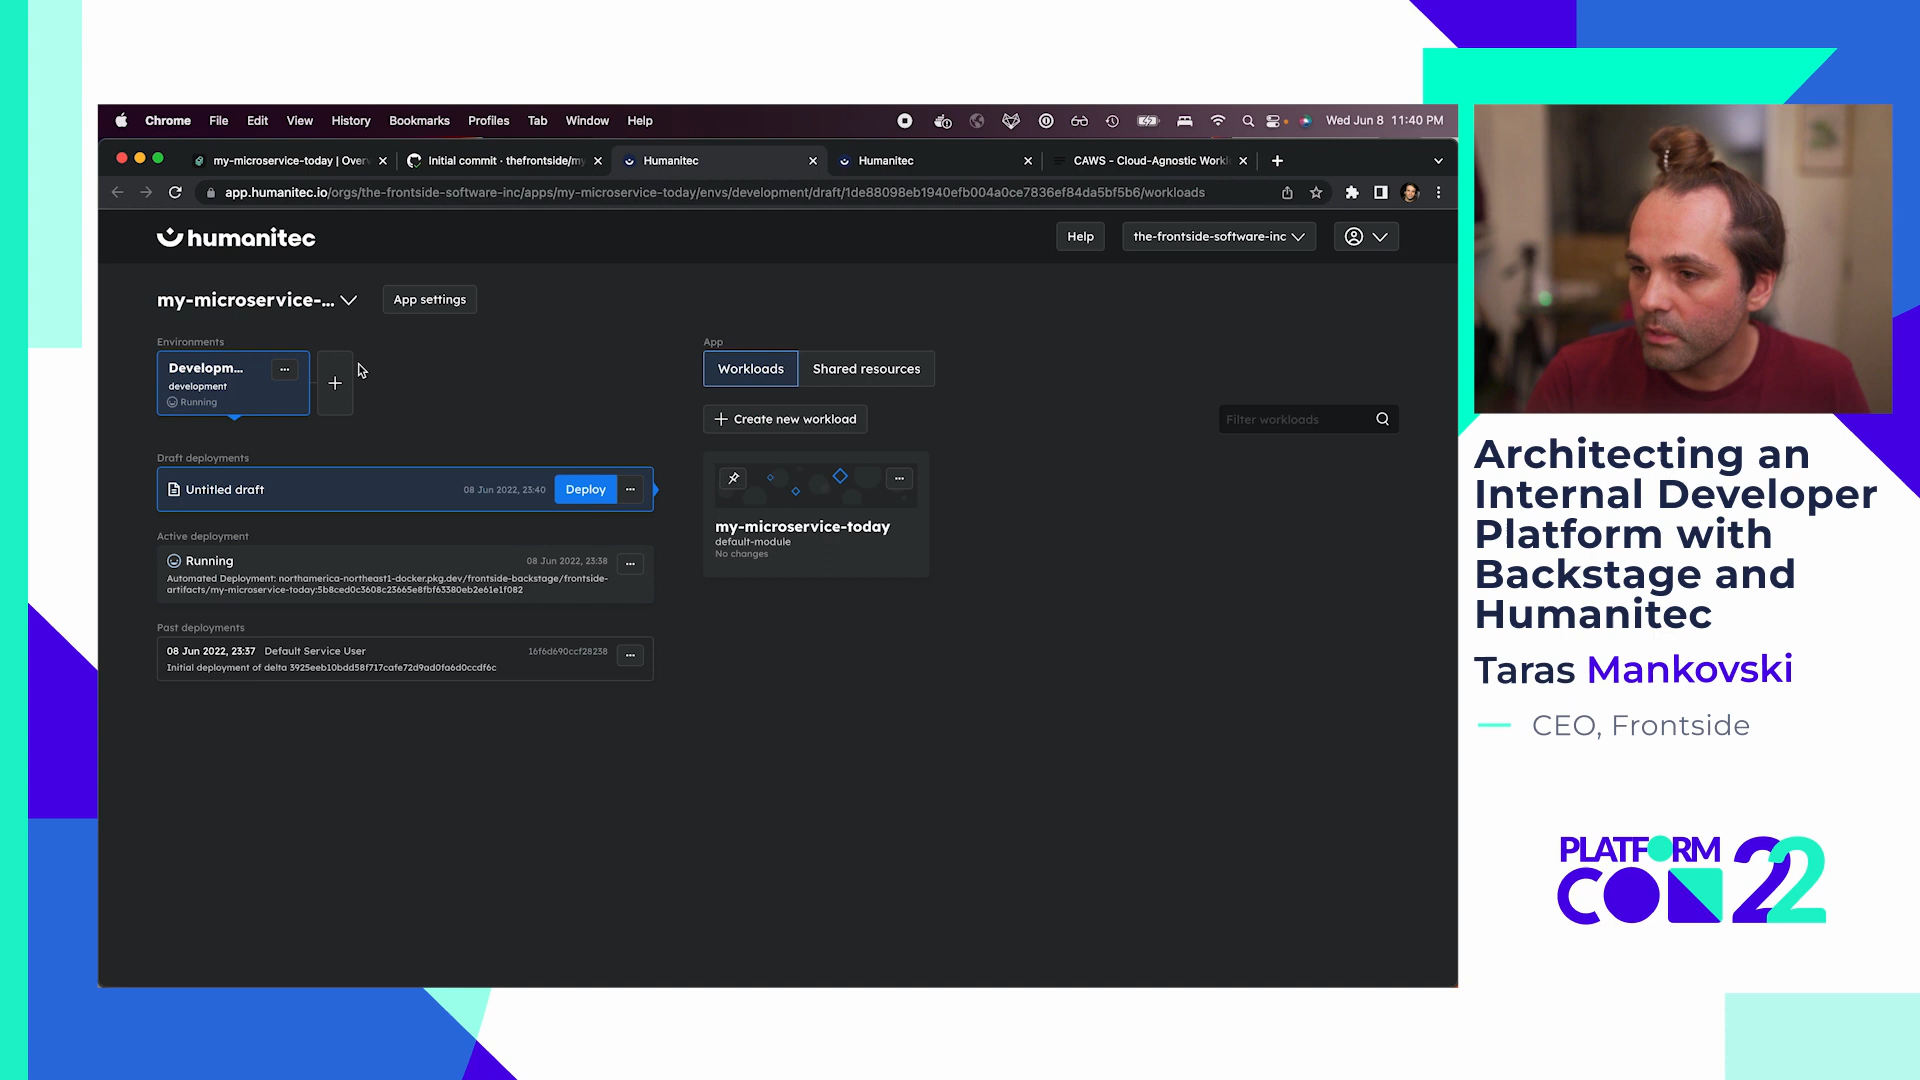 Chrome File Edit View History Bookmarks Profiles Tab Window Help
Wed Jun 8 11:40 PM
my-microservice-today | Over
Initial commit · thefrontside/my
Humanitec
Humanitec
CAWS - Cloud-Agnostic Workl
app.humanitec.io/orgs/the-frontside-software-inc/apps/my-microservice-today/envs/development/draft/1de88098eb1940efb004a0ce7836ef84da5bf5b6/workloads
humanitec
Help
the-frontside-software-inc
my-microservice-...
App settings
Environments
Developm...
development
Running
Draft deployments
Untitled draft
08 Jun 2022, 23:40
Deploy
Active deployment
Running
08 Jun 2022, 23:38
Automated Deployment: northamerica-northeast1-docker.pkg.dev/frontside-backstage/frontside-
artifacts/my-microservice-today:5b8ced0c3608c23665e8fbf63380eb2e61e1f082
Past deployments
08 Jun 2022, 23:37 Default Service User
16f6d690ccf28238
Initial deployment of delta 3925eeb10bdd58f717cafe72d9ad0fa6d0ccdf6c
App
Workloads
Shared resources
Create new workload
Filter workloads
my-microservice-today
default-module
No changes
Architecting an
Internal Developer
Platform with
Backstage and
Humanitec
Taras Mankovski
CEO, Frontside
PLATFORM
CON 22